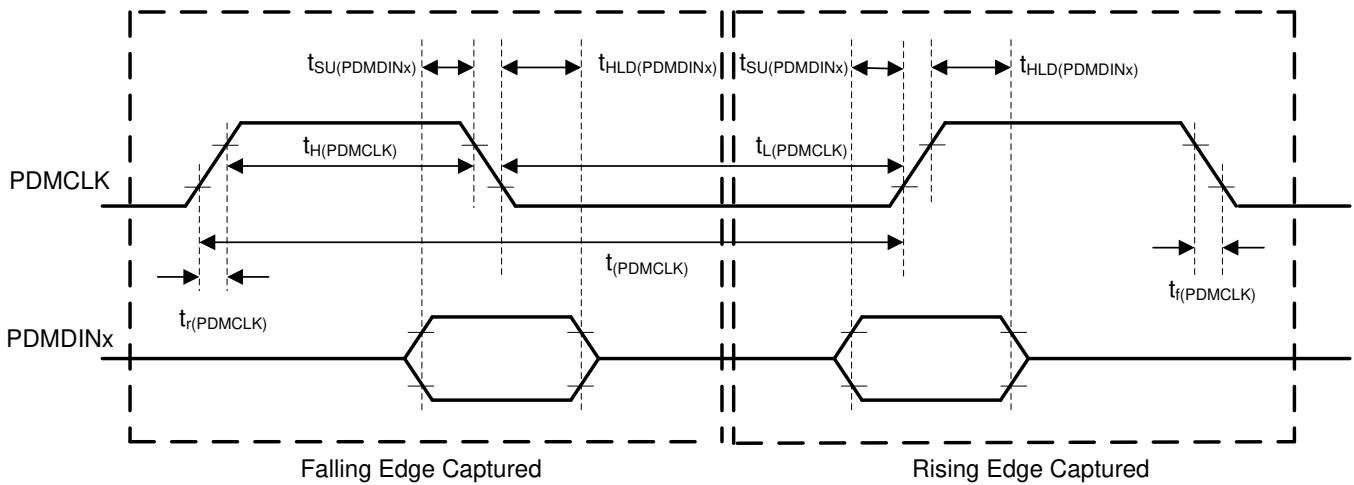 tSU(PDMDINx) tHLD(PDMDINx) tSU(PDMDINx) tHLD(PDMDINx)
tH(PDMCLK) tL(PDMCLK)
PDMCLK
t(PDMCLK)
tr(PDMCLK) tf(PDMCLK)
PDMDINx
Falling Edge Captured Rising Edge Captured